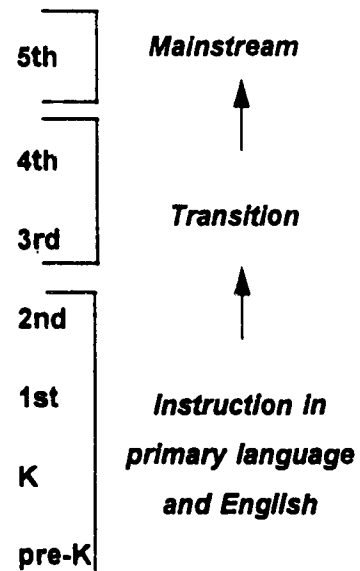 5th
Mainstream
4th
Transition
3rd
2nd
1st
Instruction in
primary language
K
and English
pre-K